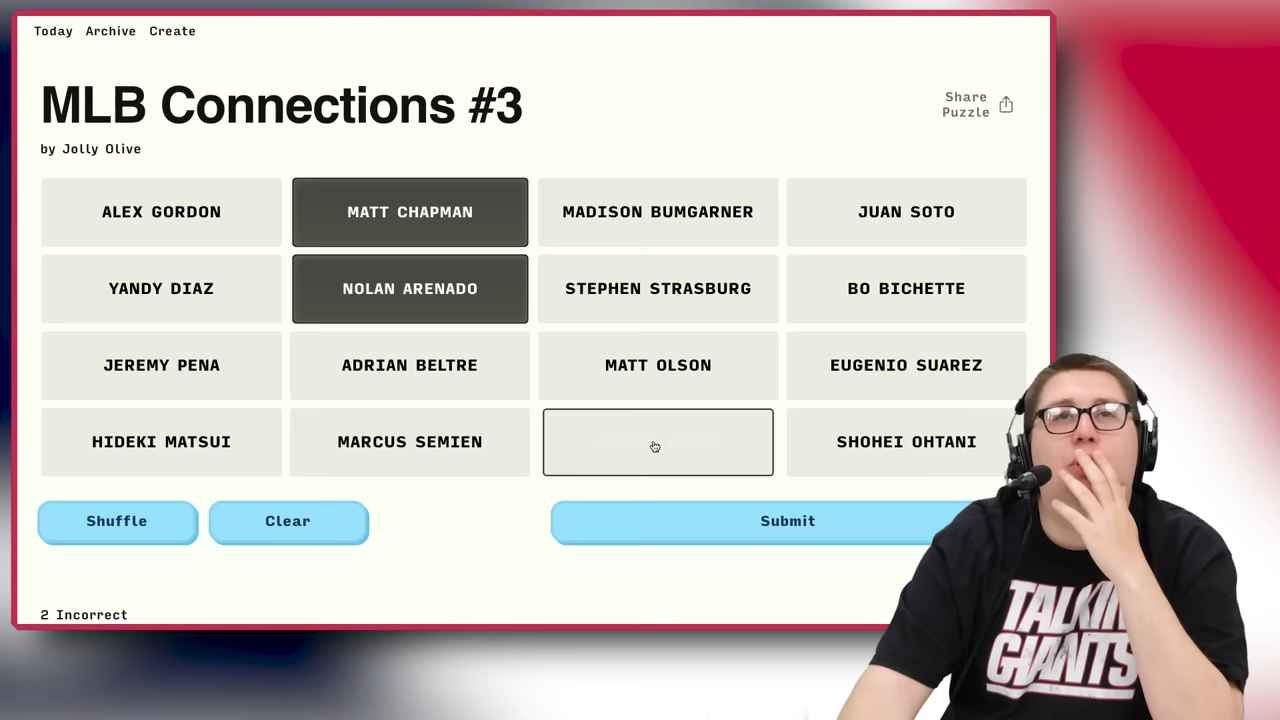 Today Archive Create
MLB Connections #3
Share
Puzzle
by Jolly Olive
ALEX GORDON MATT CHAPMAN MADISON BUMGARNER JUAN SOTO
YANDY DIAZ NOLAN ARENADO STEPHEN STRASBURG BO BICHETTE
JEREMY PENA ADRIAN BELTRE MATT OLSON EUGENIO SUAREZ
HIDEKI MATSUI MARCUS SEMIEN SHOHEI OHTANI
Shuffle Clear Submit
2 Incorrect
TALKIN
GIANTS